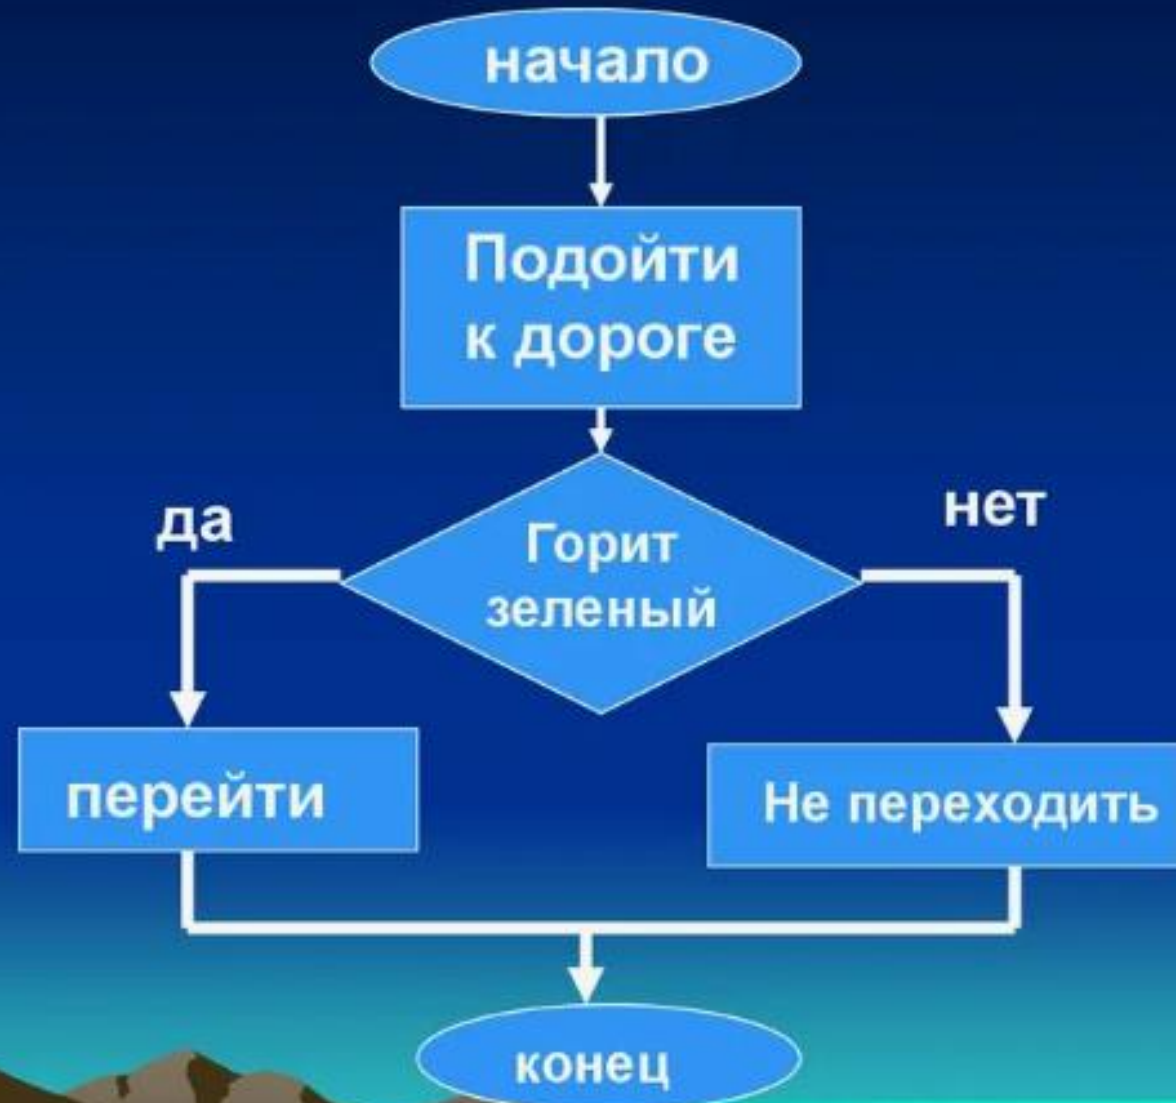 начало
Подойти
к дороге
да
нет
Горит
зеленый
перейти
Не переходить
конец